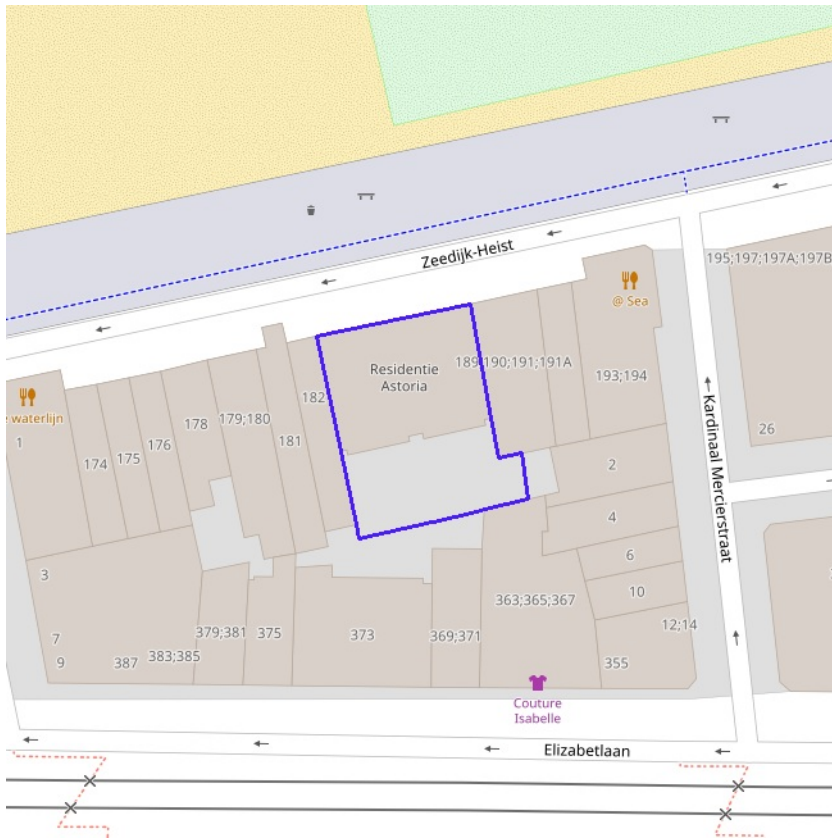 Zeedijk-Heist
195;197;197A;197B
@ Sea
Residentie
Astoria
189;190;191;191A
193;194
182
waterlijn
1
178
179;180
174
175
176
181
26
2
4
6
10
12;14
Kardinaal Mercierstraat
3
7
9
387
383;385
379;381
375
373
369;371
363;365;367
355
Couture
Isabelle
Elizabetlaan